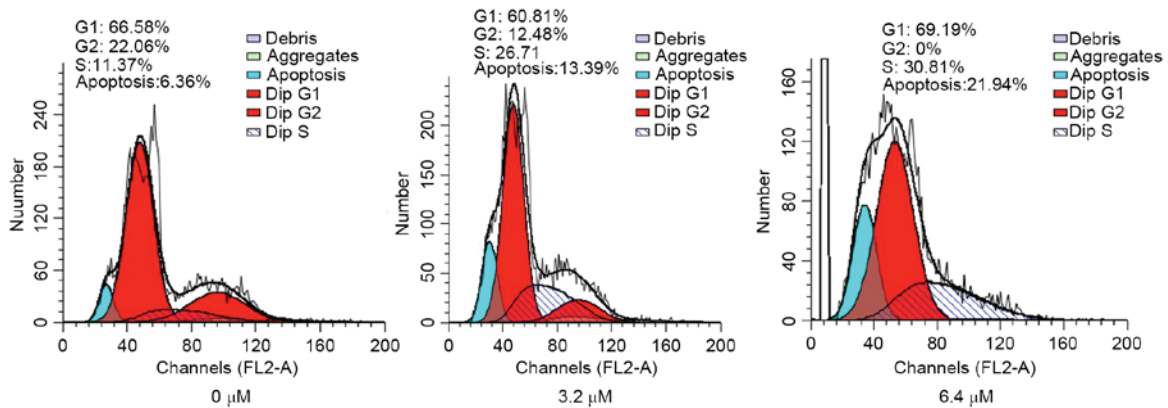 G1: 66.58%
G2: 22.06%
S:11.37%
Apoptosis:6.36%
Debris
Aggregates
Apoptosis
Dip G1
Dip G2
Dip S
Nuumber
240
180
120
60
0
0 40 80 120 160 200
Channels (FL2-A)
0 μM
G1: 60.81%
G2: 12.48%
S: 26.71
Apoptosis:13.39%
Debris
Aggregates
Apoptosis
Dip G1
Dip G2
Dip S
Number
200
150
100
50
0
0 40 80 120 160 200
Channels (FL2-A)
3.2 μM
G1: 69.19%
G2: 0%
S: 30.81%
Apoptosis:21.94%
Debris
Aggregates
Apoptosis
Dip G1
Dip G2
Dip S
Number
160
120
80
40
0
0 40 80 120 160 200
Channels (FL2-A)
6.4 μM